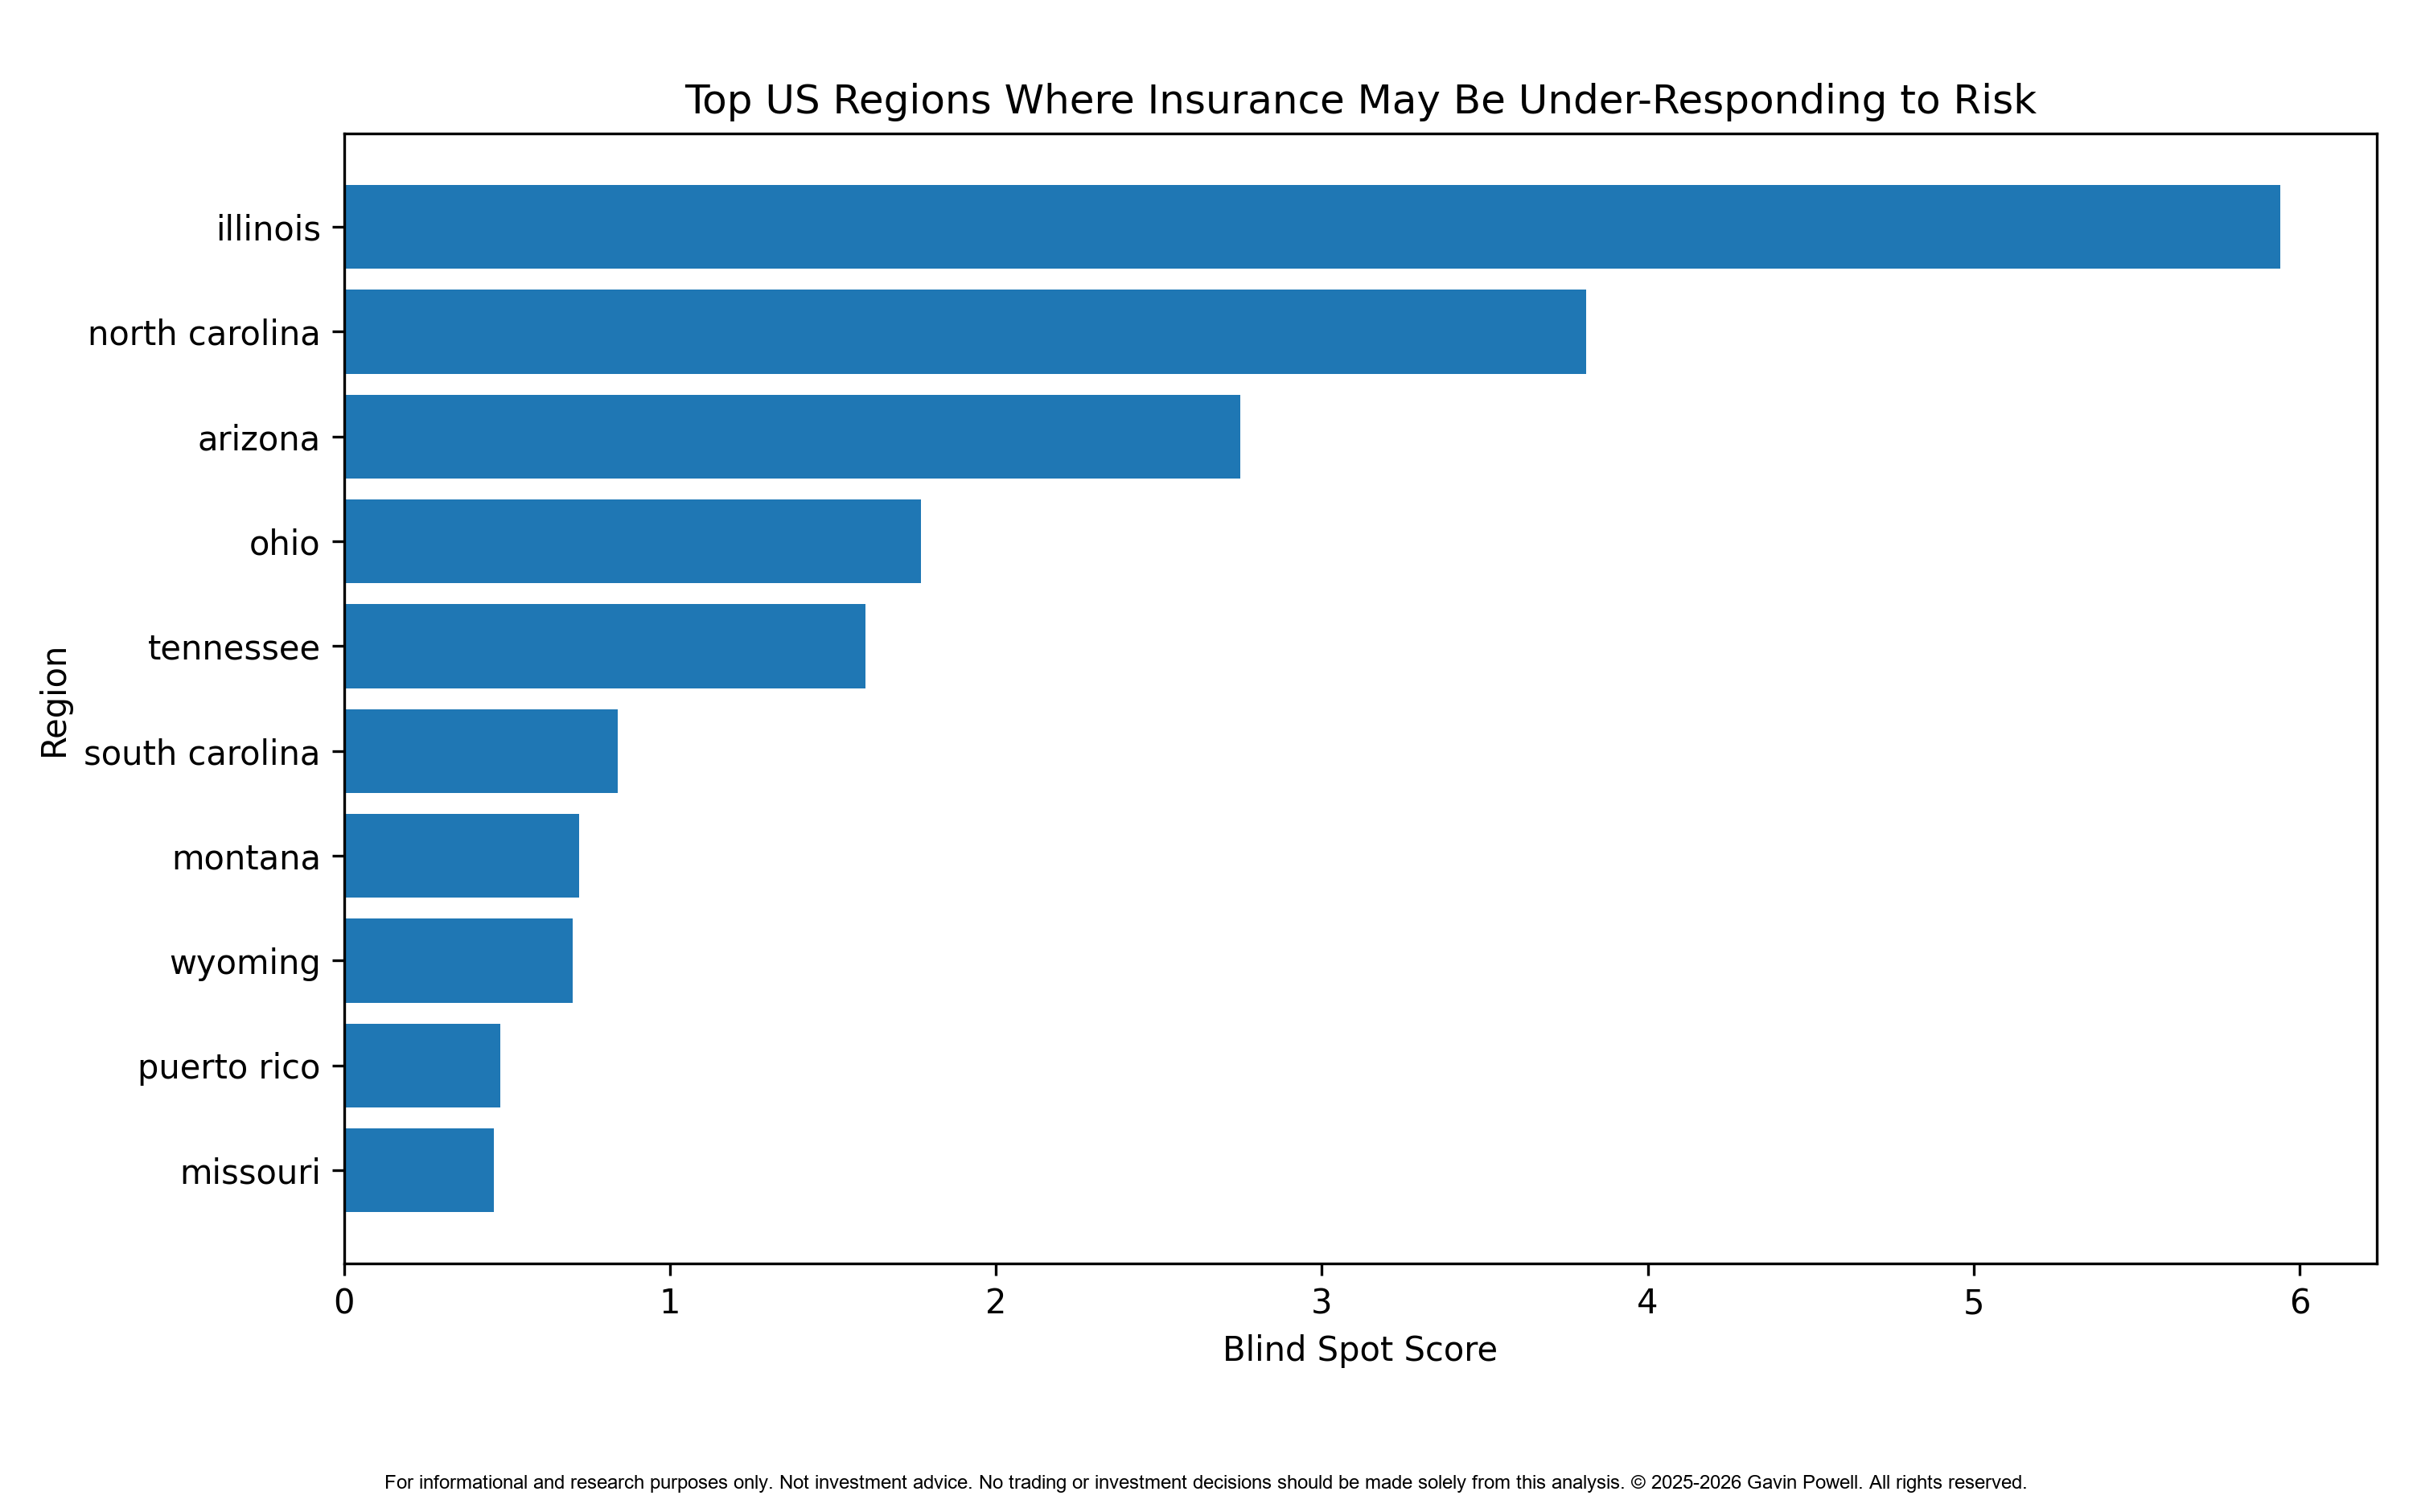 Top US Regions Where Insurance May Be Under-Responding to Risk
illinois
north carolina
arizona
ohio
tennessee
south carolina
montana
wyoming
puerto rico
missouri
Region
0 1 2 3 4 5 6
Blind Spot Score
For informational and research purposes only. Not investment advice. No trading or investment decisions should be made solely from this analysis. © 2025-2026 Gavin Powell. All rights reserved.